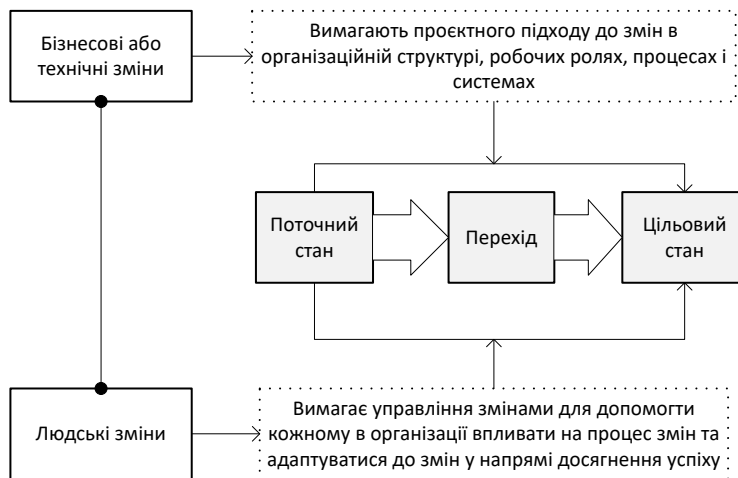 Бізнесові або
технічні зміни
Вимагають проєктного підходу до змін в
організаційній структурі, робочих ролях, процесах і
системах
Поточний
стан
Перехід
Цільовий
стан
Людські зміни
Вимагає управління змінами для допомоги
кожному в організації впливати на процес змін та
адаптуватися до змін у напрямі досягнення успіху